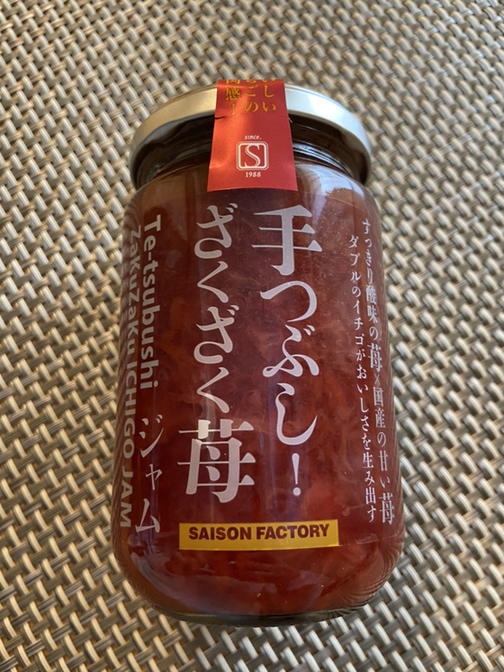 since.
S
1988
すっきり酸味の苺×国産の甘い苺
ダブルのイチゴがおいしさを生み出す
手つぶし!
ざくざく苺
ジャム
Te-tsubushi
Zakuzaku ICHIGO JAM
SAISON FACTORY